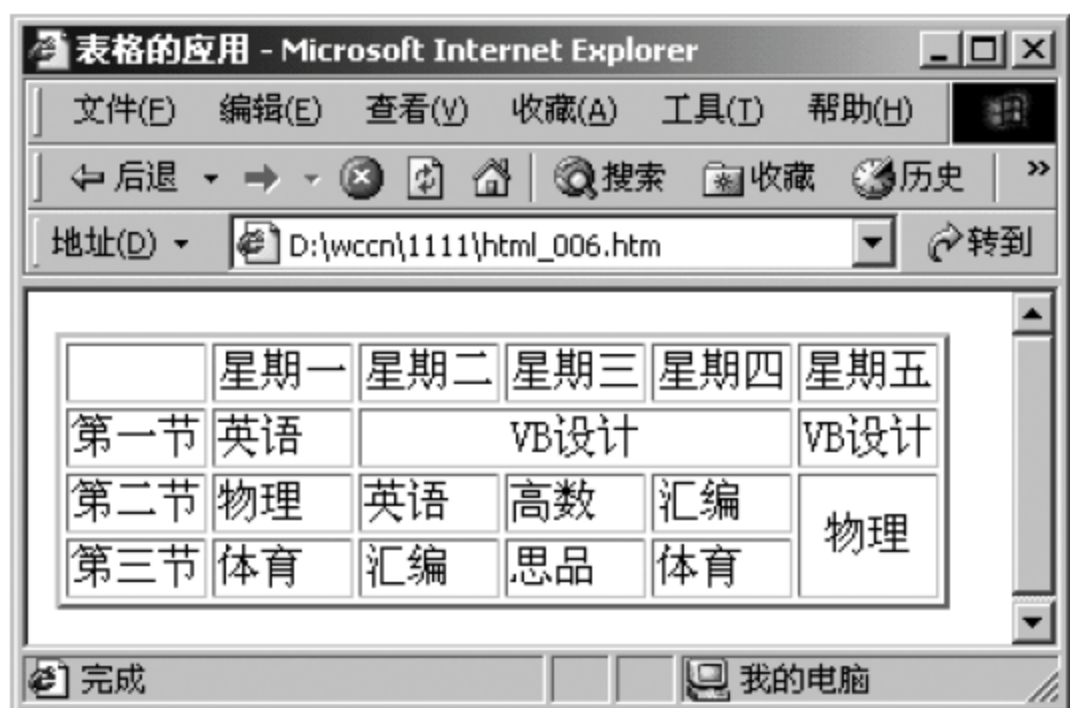 表格的应用 - Microsoft Internet Explorer
文件(F) 编辑(E) 查看(V) 收藏(A) 工具(T) 帮助(H)
后退 搜索 收藏 历史 »
地址(D) D:\wccn\1111\html_006.htm 转到
星期一 星期二 星期三 星期四 星期五
第一节 英语 VB设计 VB设计
第二节 物理 英语 高数 汇编 物理
第三节 体育 汇编 思品 体育
完成 我的电脑